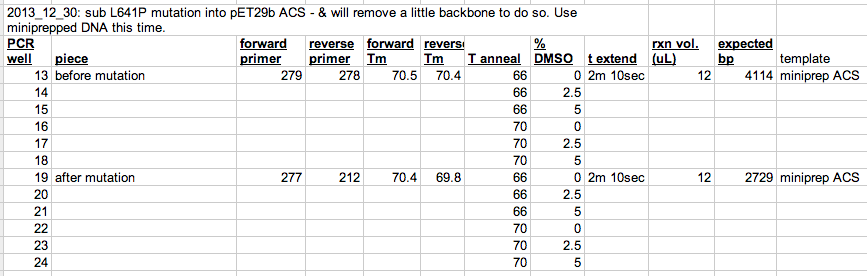 2013_12_30: sub L641P mutation into pET29b ACS - & will remove a little backbone to do so. Use
miniprepped DNA this time.
PCR well piece forward primer reverse primer forward Tm revers Tm T anneal % DMSO t extend rxn vol. (uL) expected bp template
13 before mutation 279 278 70.5 70.4 66 0 2m 10sec 12 4114 miniprep ACS
14 66 2.5
15 66 5
16 70 0
17 70 2.5
18 70 5
19 after mutation 277 212 70.4 69.8 66 0 2m 10sec 12 2729 miniprep ACS
20 66 2.5
21 66 5
22 70 0
23 70 2.5
24 70 5